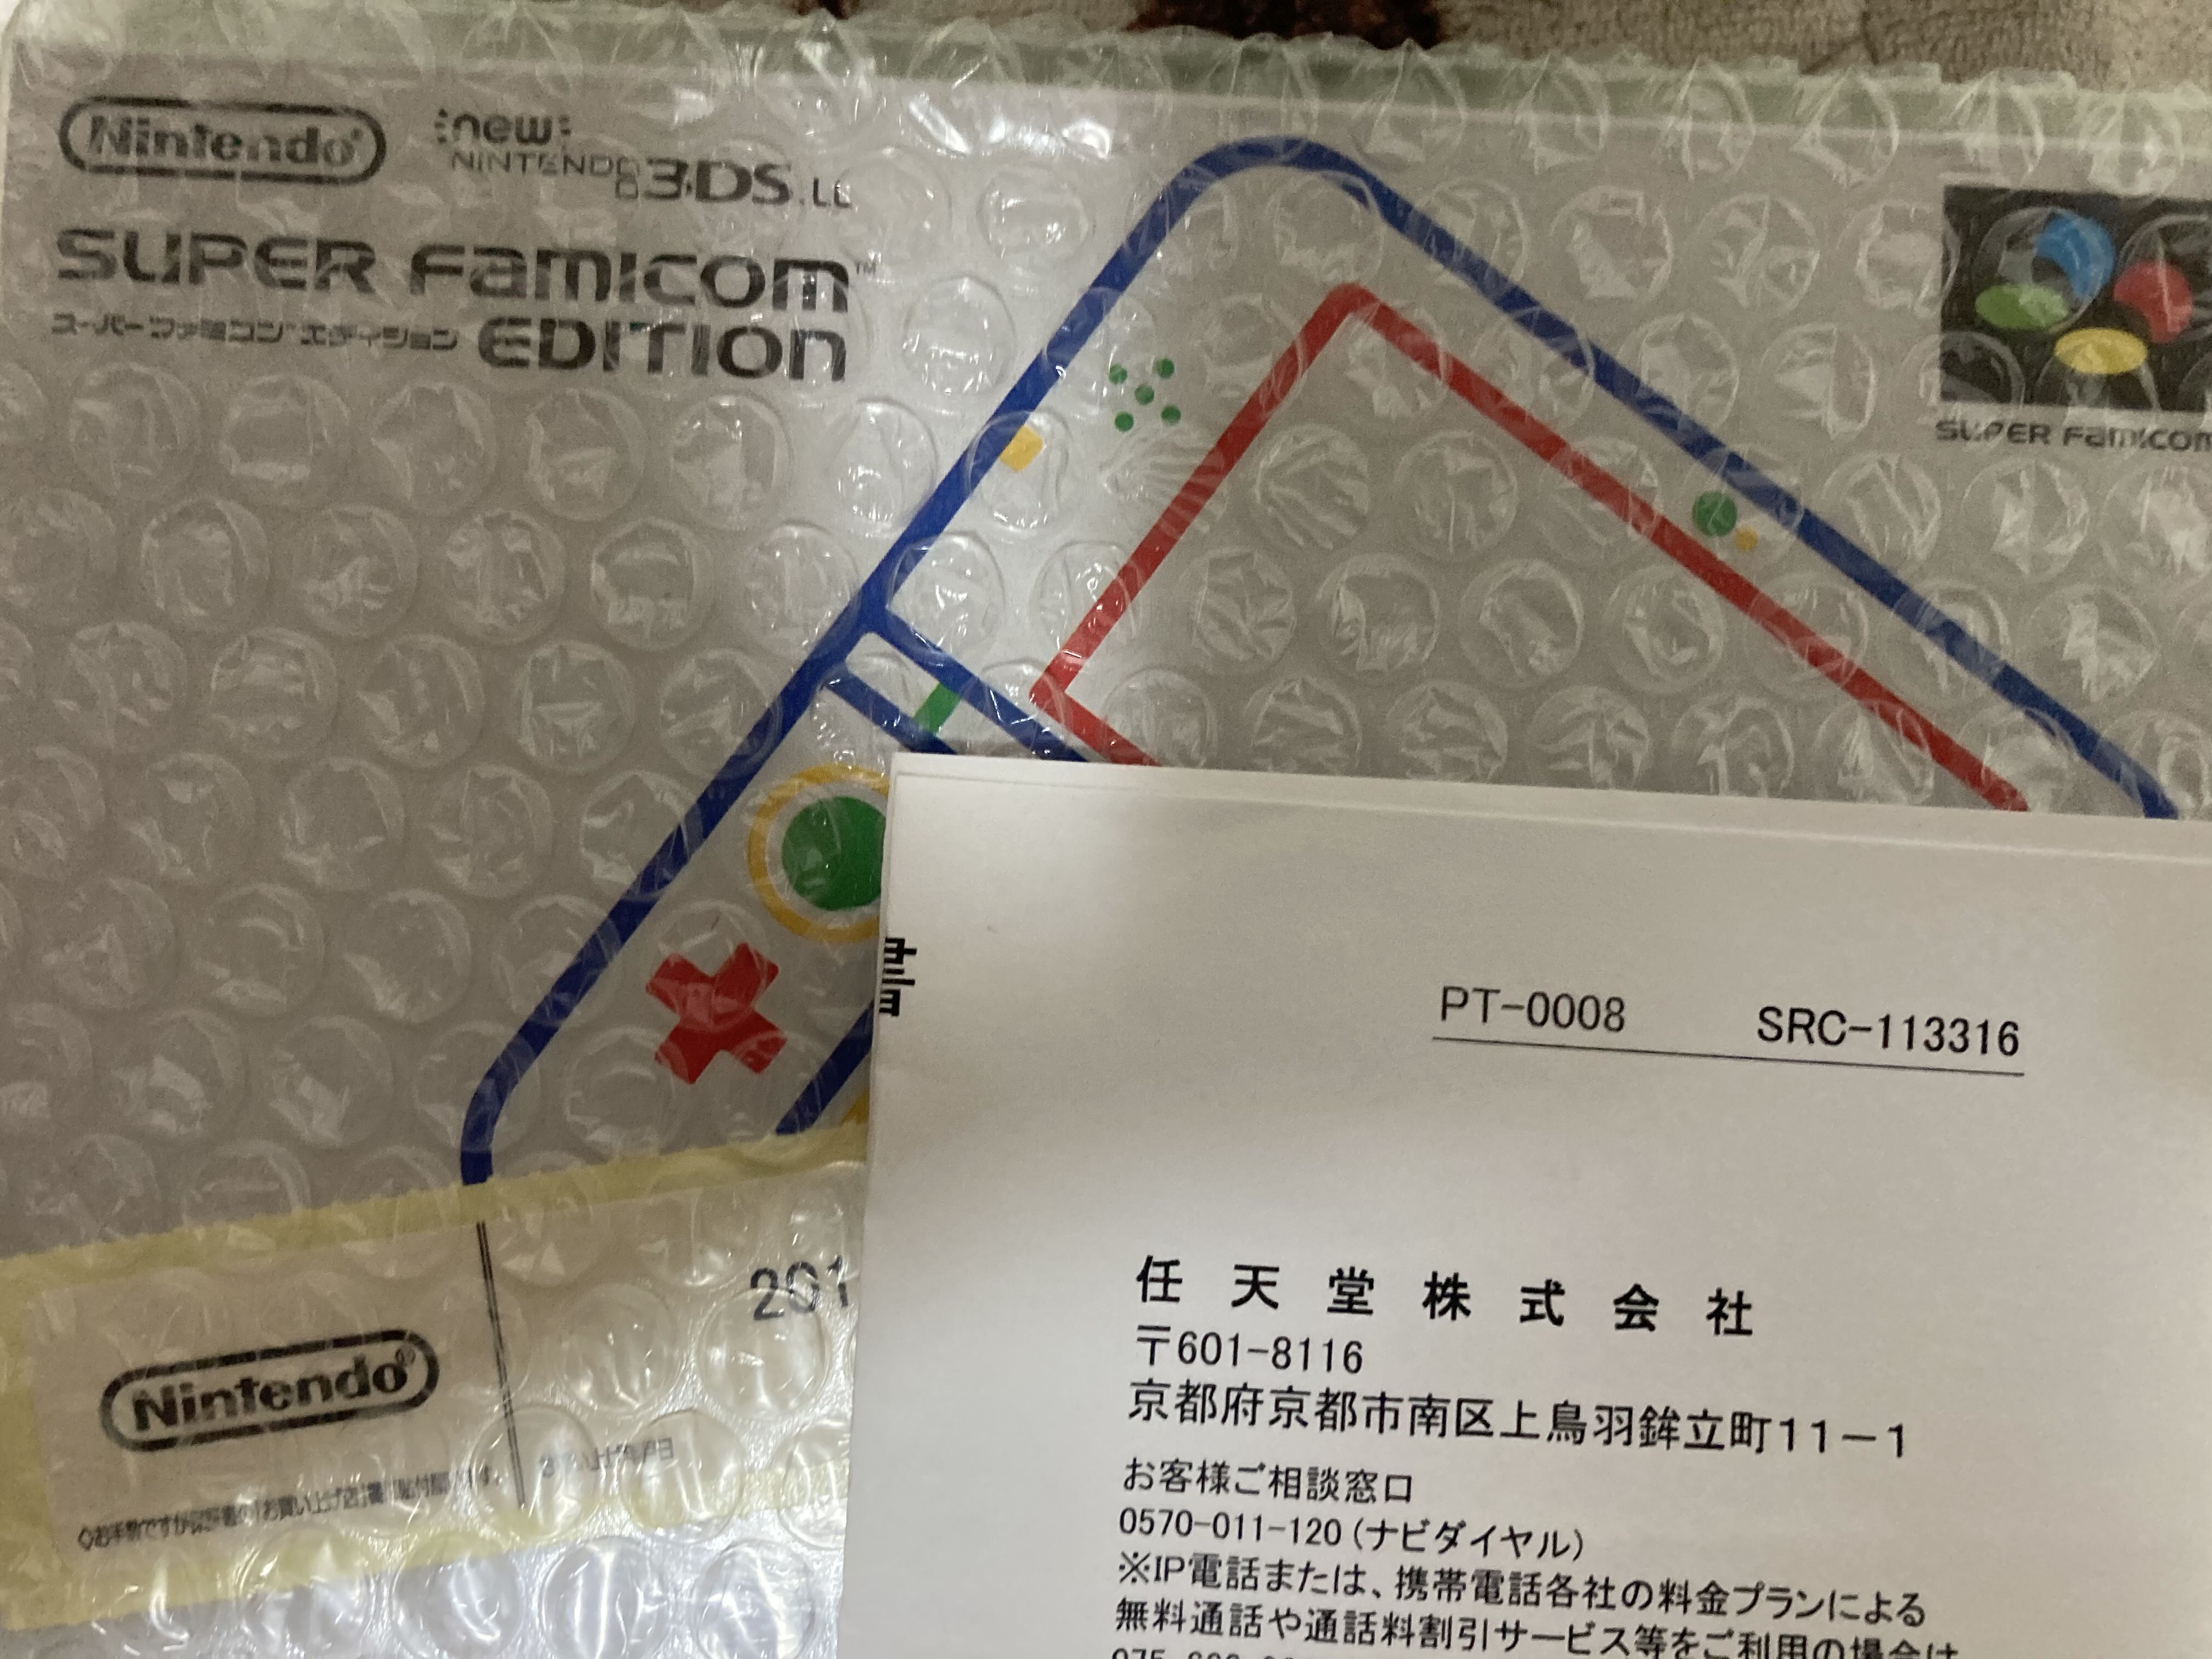 Nintendo
new
NINTENDO 3DS LL
SUPER FAMICOM™
スーパーファミコン エディション EDITION
SUPER FAMICOM
書
PT-0008 SRC-113316
任天堂株式会社
〒601-8116
京都府京都市南区上鳥羽鉾立町11-1
お客様ご相談窓口
0570-011-120(ナビダイヤル)
※IP電話または、携帯電話各社の料金プランによる
無料通話や通話料割引サービス等をご利用の場合は
201
Nintendo